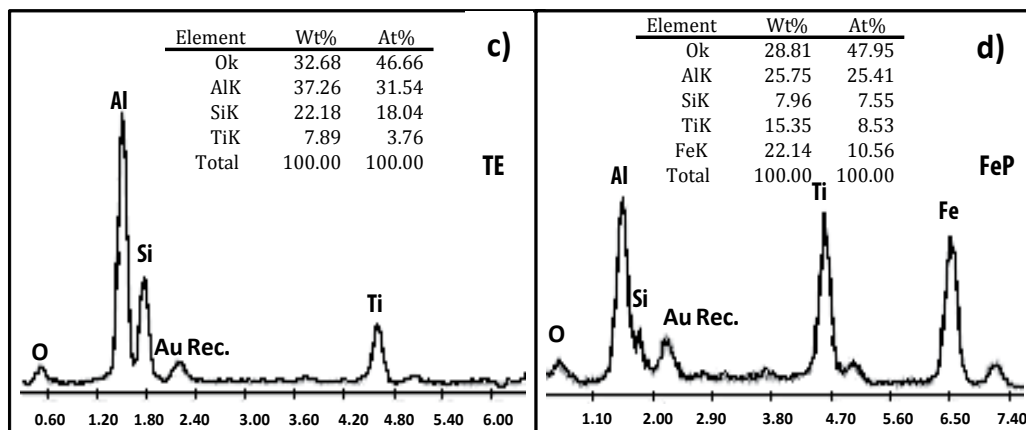 Element Wt% At%
Ok 32.68 46.66
AlK 37.26 31.54
SiK 22.18 18.04
TiK 7.89 3.76
Total 100.00 100.00
c)
TE
Al
Si
O
Au Rec.
Ti
0.60 1.20 1.80 2.40 3.00 3.60 4.20 4.80 5.40 6.00
Element Wt% At%
Ok 28.81 47.95
AlK 25.75 25.41
SiK 7.96 7.55
TiK 15.35 8.53
FeK 22.14 10.56
Total 100.00 100.00
d)
FeP
Al
Ti
Fe
Si
Au Rec.
O
1.10 2.00 2.90 3.80 4.70 5.60 6.50 7.40